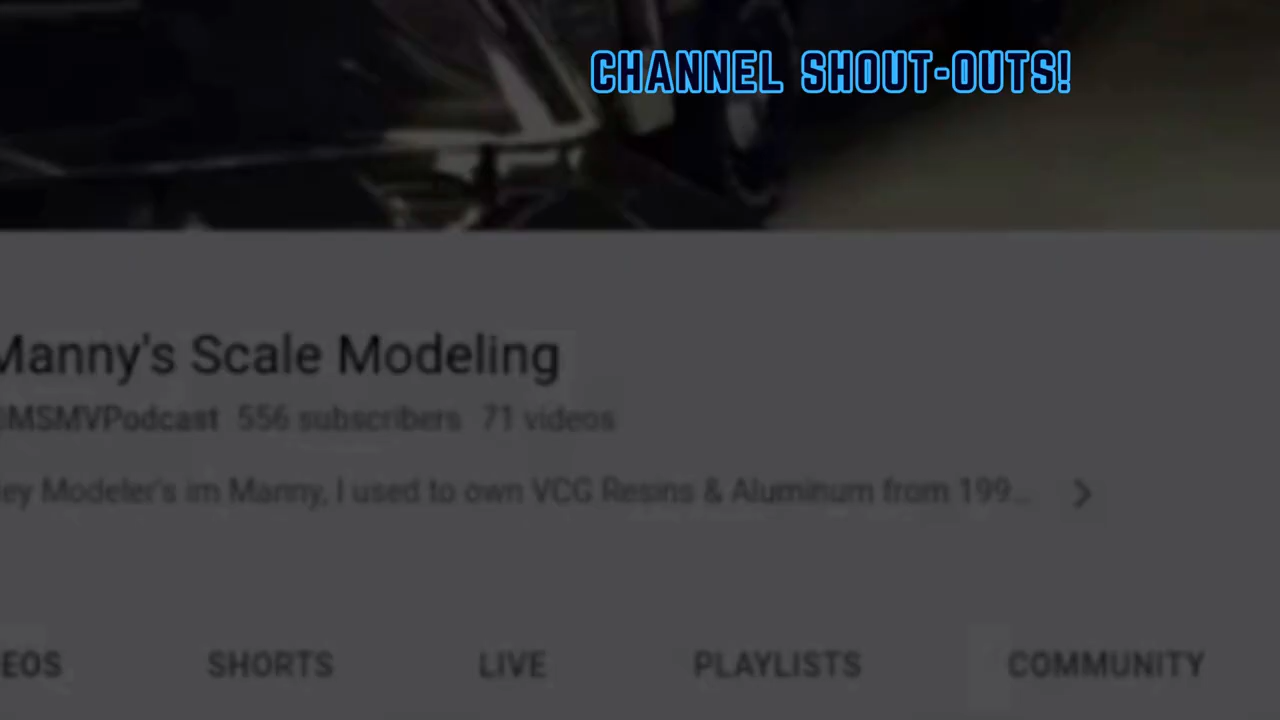 CHANNEL SHOUT-OUTS!
Manny's Scale Modeling
@MSMVPodcast 556 subscribers 71 videos
ey Modeler's im Manny, I used to own VCG Resins & Aluminum from 199...
EOS SHORTS LIVE PLAYLISTS COMMUNITY